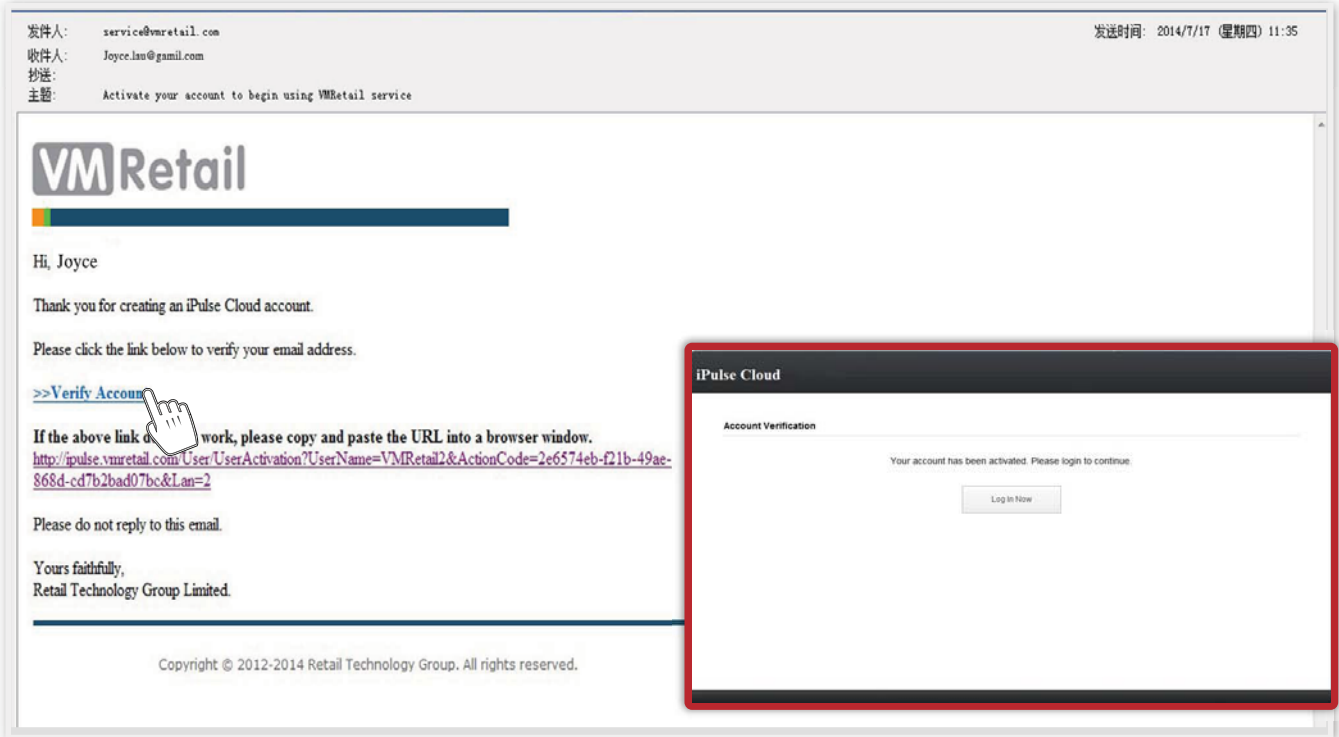 发件人: service@vmretail.com
发送时间: 2014/7/17 (星期四) 11:35
收件人: Joyce.lau@gamil.com
抄送:
主题: Activate your account to begin using VMRetail service
VM Retail
Hi, Joyce
Thank you for creating an iPulse Cloud account.
Please click the link below to verify your email address.
>>Verify Accoun
If the above link d work, please copy and paste the URL into a browser window.
http://ipulse.vmretail.com/User/UserActivation?UserName=VMRetail2&ActionCode=2e6574eb-f21b-49ae-
868d-cd7b2bad07bc&Lan=2
Please do not reply to this email.
Yours faithfully,
Retail Technology Group Limited.
Copyright © 2012-2014 Retail Technology Group. All rights reserved.
iPulse Cloud
Account Verification
Your account has been activated. Please login to continue.
Log In Now